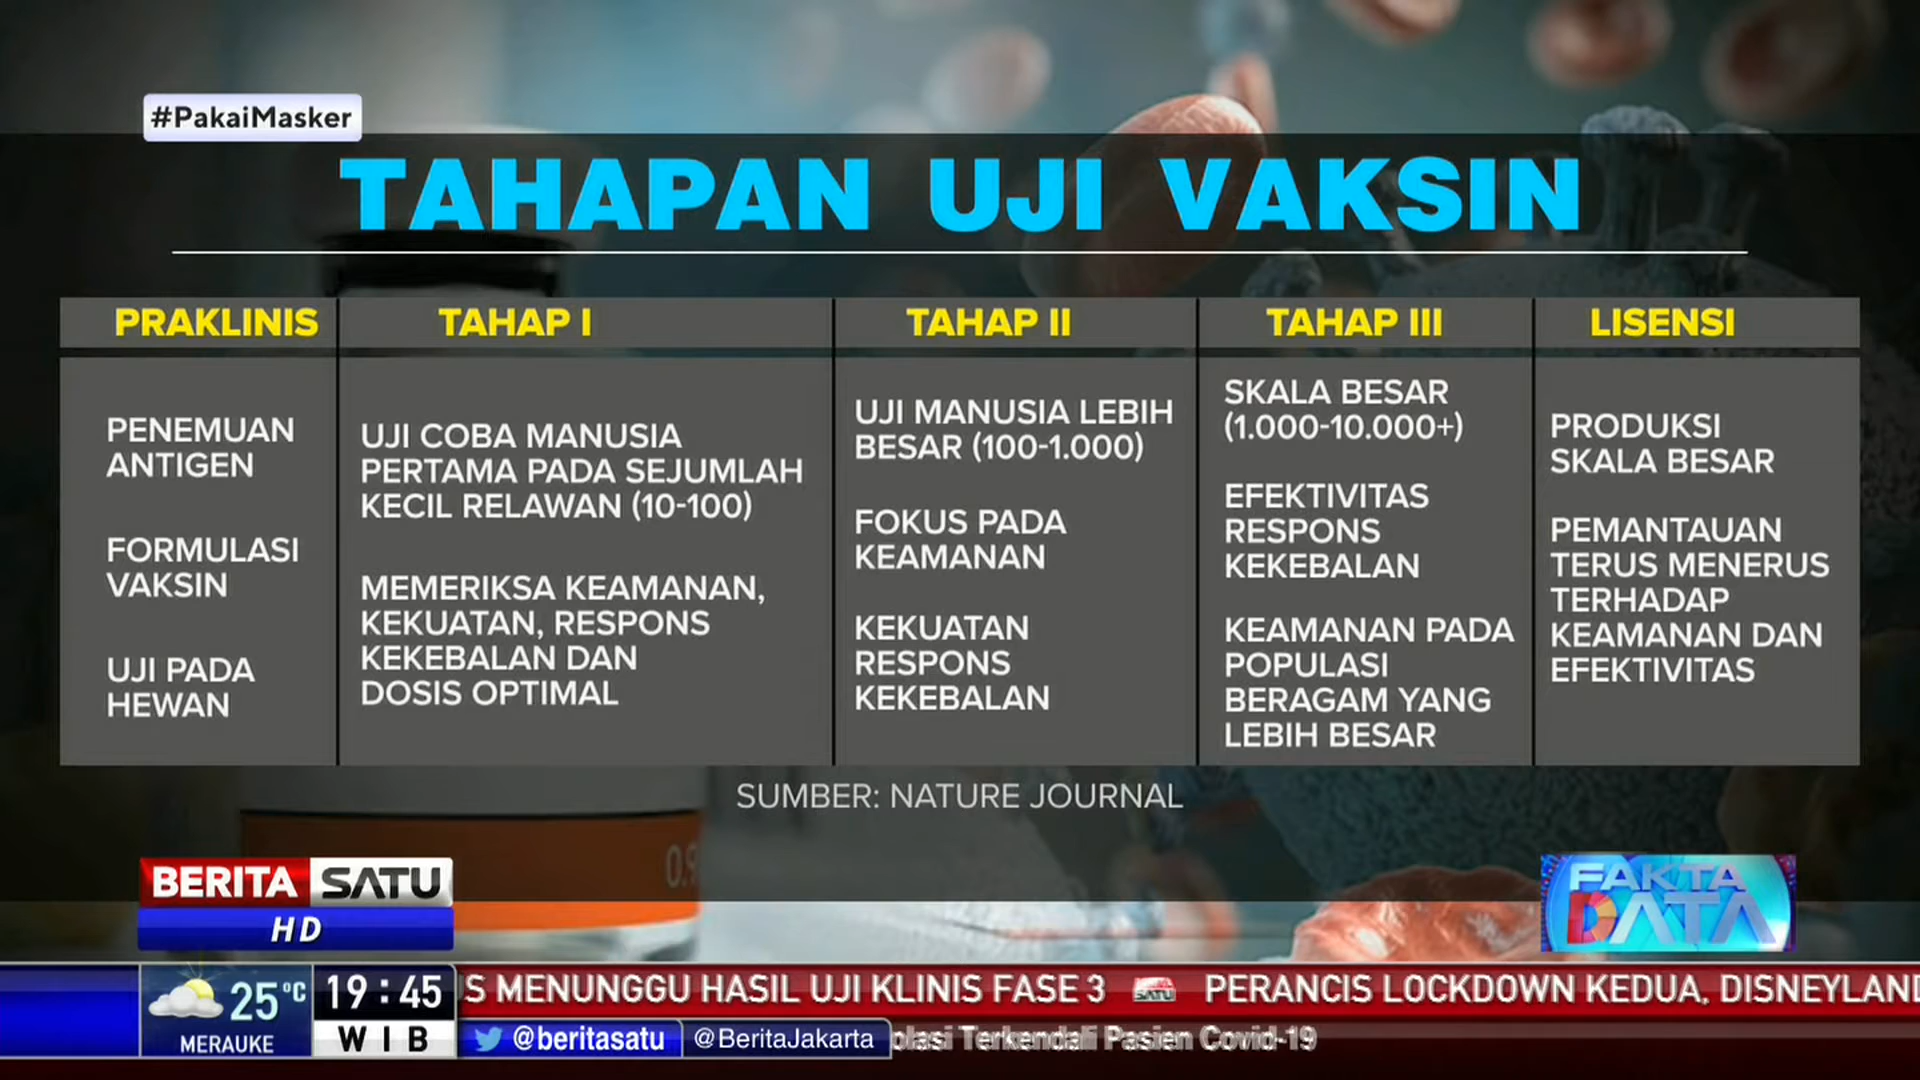 #PakaiMasker
TAHAPAN UJI VAKSIN
PRAKLINIS
PENEMUAN
ANTIGEN
FORMULASI
VAKSIN
UJI PADA
HEWAN
TAHAP I
UJI COBA MANUSIA
PERTAMA PADA SEJUMLAH
KECIL RELAWAN (10-100)
MEMERIKSA KEAMANAN,
KEKUATAN, RESPONS
KEKEBALAN DAN
DOSIS OPTIMAL
TAHAP II
UJI MANUSIA LEBIH
BESAR (100-1.000)
FOKUS PADA
KEAMANAN
KEKUATAN
RESPONS
KEKEBALAN
TAHAP III
SKALA BESAR
(1.000-10.000+)
EFEKTIVITAS
RESPONS
KEKEBALAN
KEAMANAN PADA
POPULASI
BERAGAM YANG
LEBIH BESAR
LISENSI
PRODUKSI
SKALA BESAR
PEMANTAUAN
TERUS MENERUS
TERHADAP
KEAMANAN DAN
EFEKTIVITAS
SUMBER: NATURE JOURNAL
BERITA SATU
HD
FAKTA
DATA
25°C
MERAUKE
19:45
WIB
MENUNGGU HASIL UJI KLINIS FASE 3 SATU PERANCIS LOCKDOWN KEDUA, DISNEYLAND
@beritasatu @BeritaJakarta Terkendali Pasien Covid-19